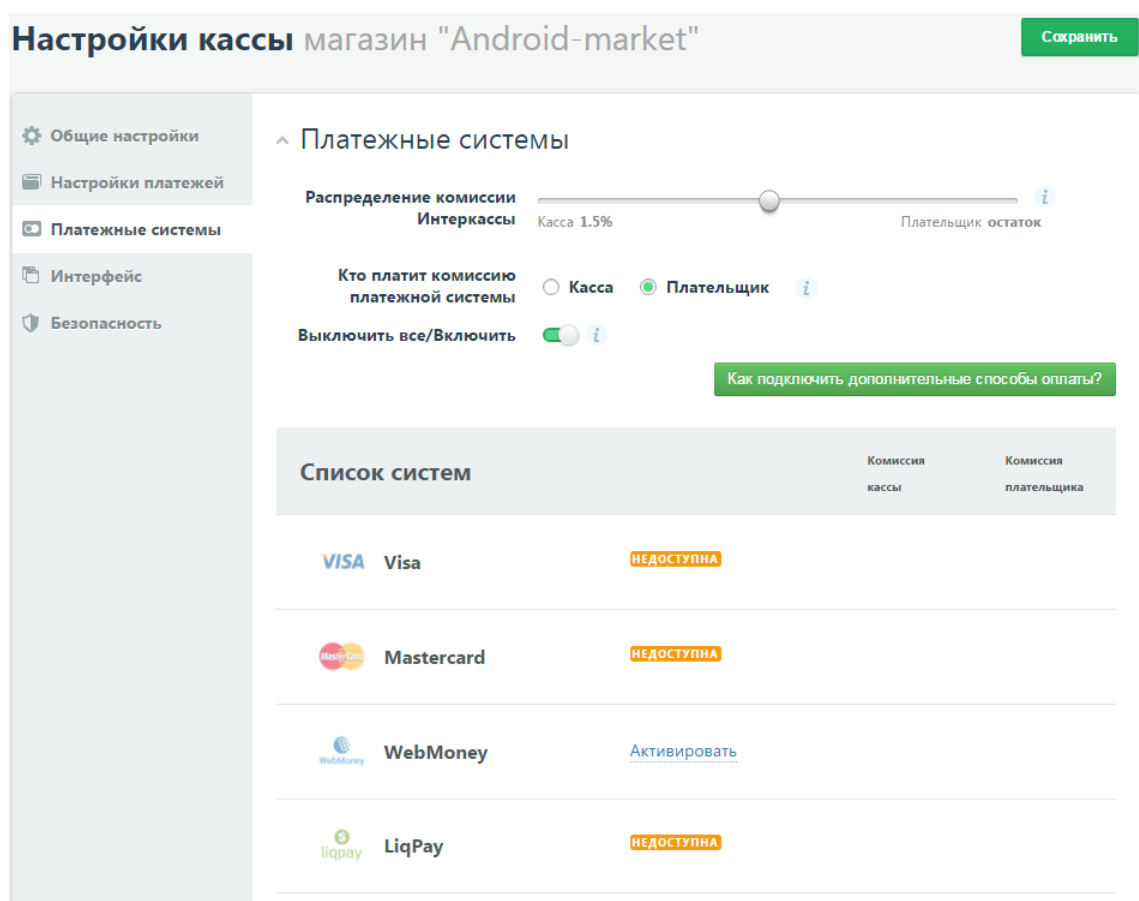 Настройки кассы магазин "Android-market"
Сохранить
Общие настройки
Настройки платежей
Платежные системы
Интерфейс
Безопасность
Платежные системы
Распределение комиссии
Интеркассы
Касса 1.5%
Плательщик остаток
i
Кто платит комиссию
платежной системы
Касса
Плательщик
i
Выключить все/Включить
i
Как подключить дополнительные способы оплаты?
Список систем
Комиссия
кассы
Комиссия
плательщика
VISA Visa НЕДОСТУПНА
MasterCard Mastercard НЕДОСТУПНА
WebMoney WebMoney Активировать
liqpay LiqPay НЕДОСТУПНА